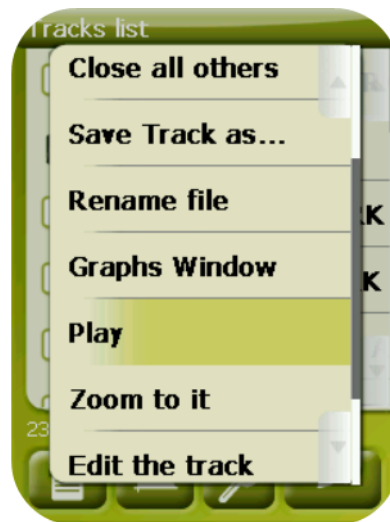 Tracks list
Close all others
Save Track as...
Rename file
Graphs Window
K
Play
K
Zoom to it
23
Edit the track